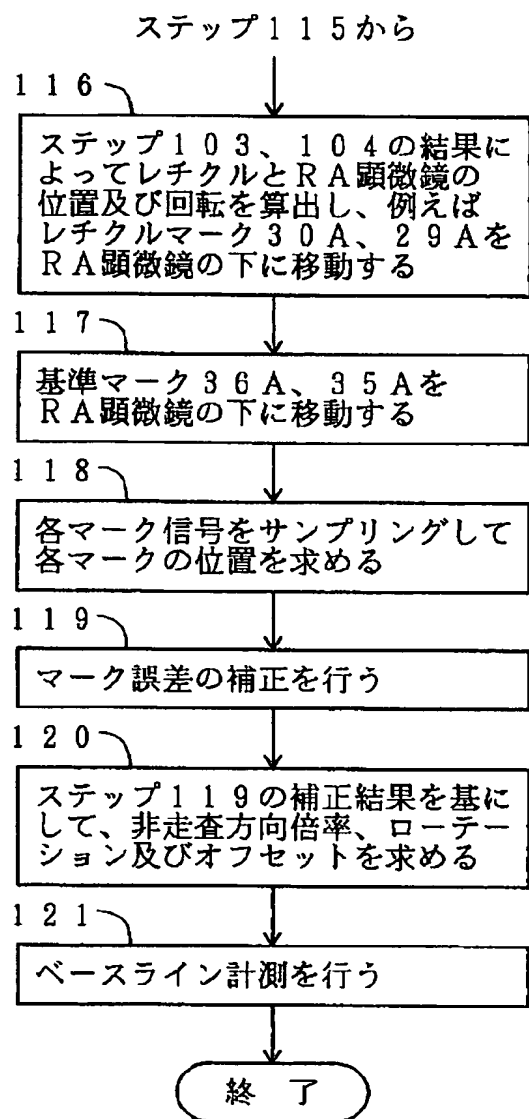 ステップ115から
116
ステップ103、104の結果に
よってレチクルとRA顕微鏡の
位置及び回転を算出し、例えば
レチクルマーク30A、29Aを
RA顕微鏡の下に移動する
117
基準マーク36A、35Aを
RA顕微鏡の下に移動する
118
各マーク信号をサンプリングして
各マークの位置を求める
119
マーク誤差の補正を行う
120
ステップ119の補正結果を基に
して、非走査方向倍率、ローテー
ション及びオフセットを求める
121
ベースライン計測を行う
終 了